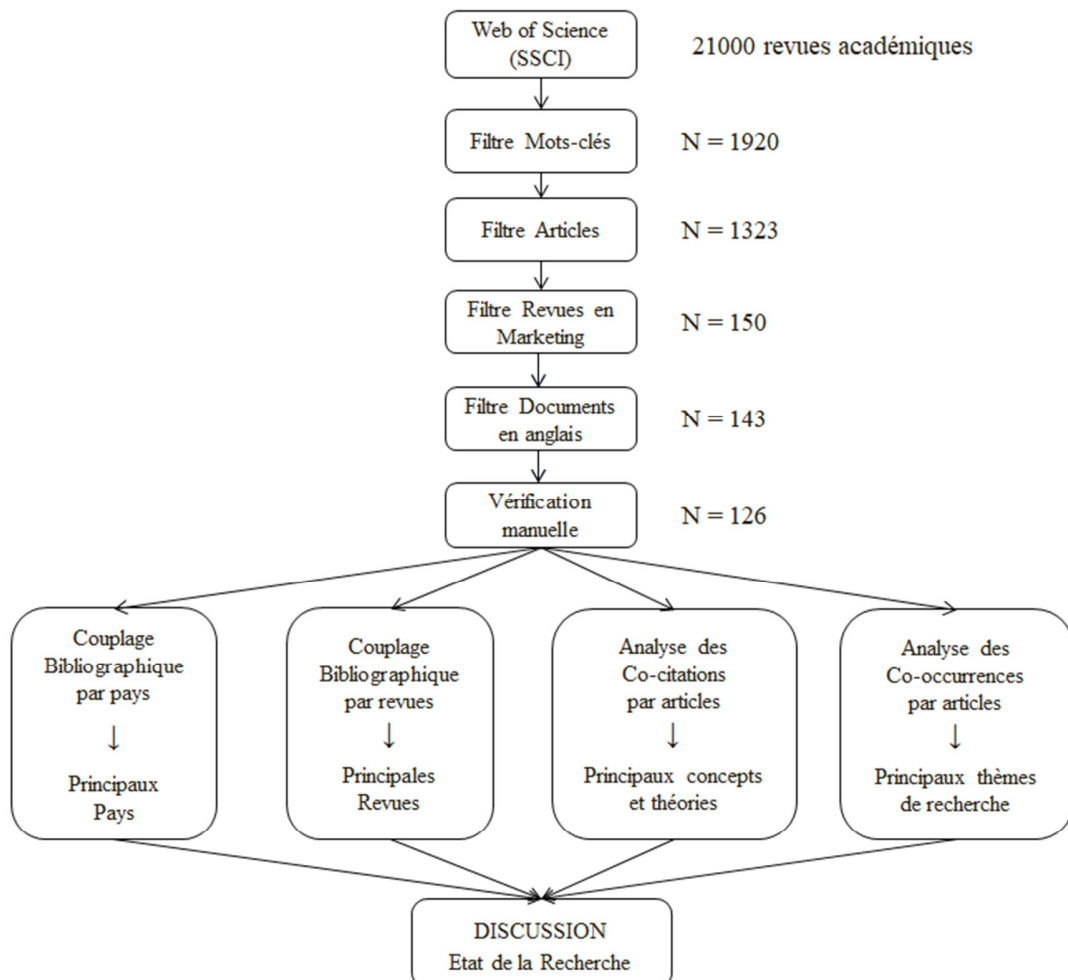 Web of Science
(SSCI)
21000 revues académiques
Filtre Mots-clés
N = 1920
Filtre Articles
N = 1323
Filtre Revues en
Marketing
N = 150
Filtre Documents
en anglais
N = 143
Vérification
manuelle
N = 126
Couplage
Bibliographique
par pays
↓
Principaux
Pays
Couplage
Bibliographique
par revues
↓
Principales
Revues
Analyse des
Co-citations
par articles
↓
Principaux concepts
et théories
Analyse des
Co-occurrences
par articles
↓
Principaux thèmes
de recherche
DISCUSSION
Etat de la Recherche